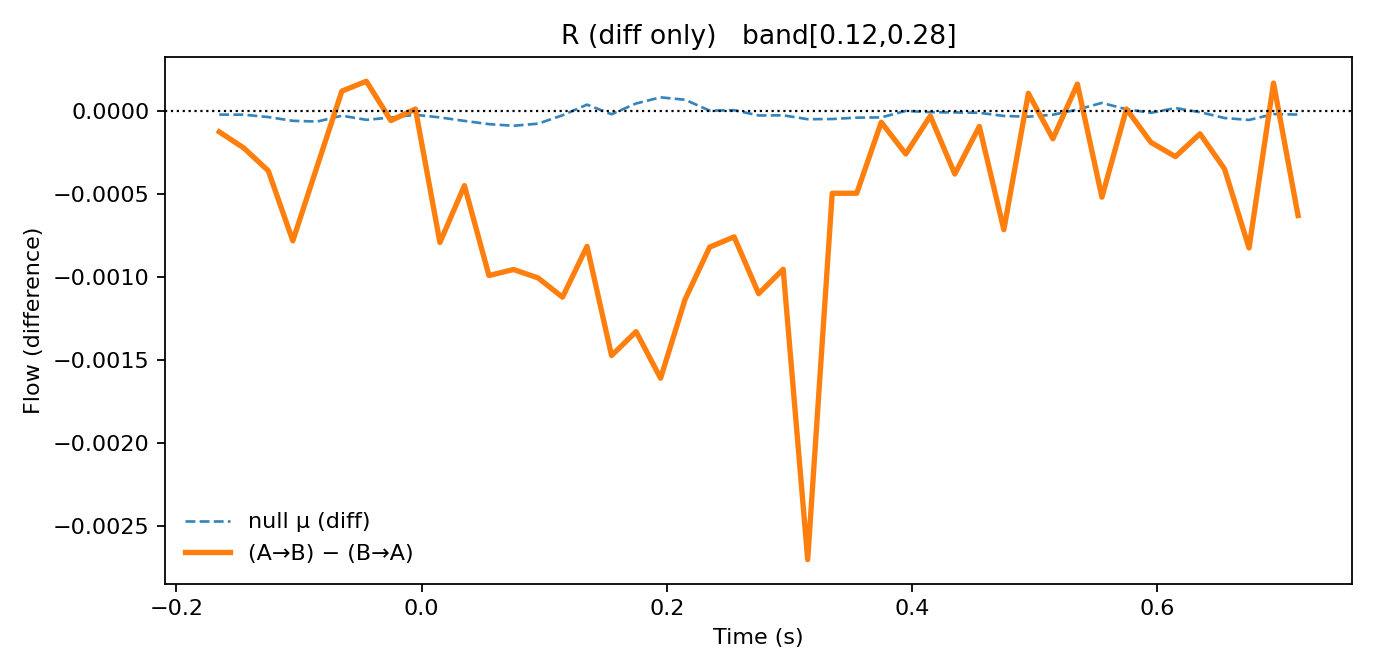 R (diff only)   band[0.12,0.28]
Flow (difference)
0.0000
−0.0005
−0.0010
−0.0015
−0.0020
−0.0025
null μ (diff)
(A→B) − (B→A)
−0.2 0.0 0.2 0.4 0.6
Time (s)